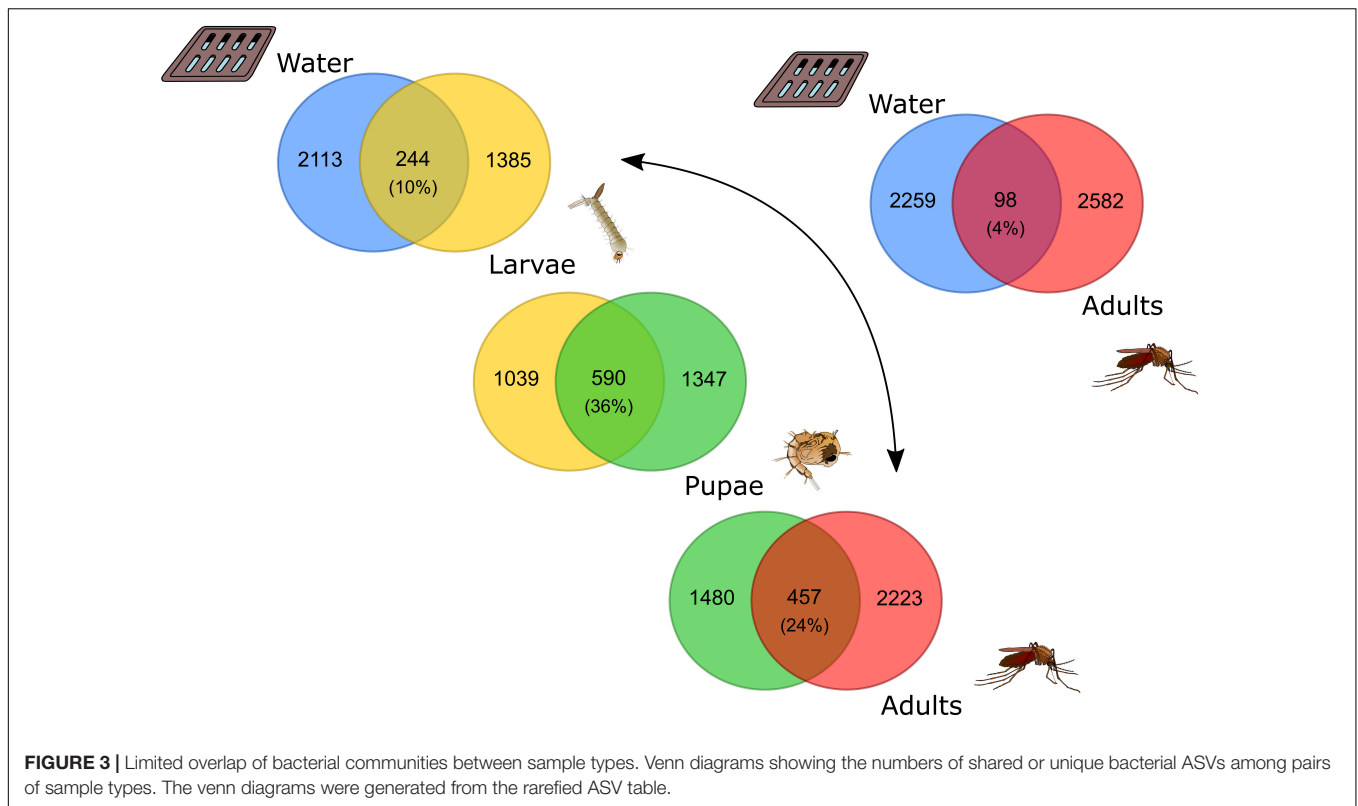 Water
2113
244
(10%)
1385
Larvae
Water
2259
98
(4%)
2582
Adults
1039
590
(36%)
1347
Pupae
1480
457
(24%)
2223
Adults
FIGURE 3 | Limited overlap of bacterial communities between sample types. Venn diagrams showing the numbers of shared or unique bacterial ASVs among pairs
of sample types. The venn diagrams were generated from the rarefied ASV table.